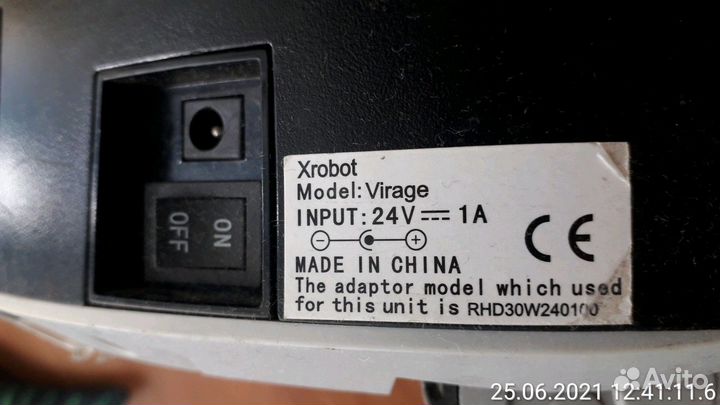 Xrobot
Model: Virage
INPUT: 24V 1A
MADE IN CHINA
The adaptor model which used
for this unit is RHD30W240100
CE
ON
OFF
Avito
25.06.2021 12:41:11.6